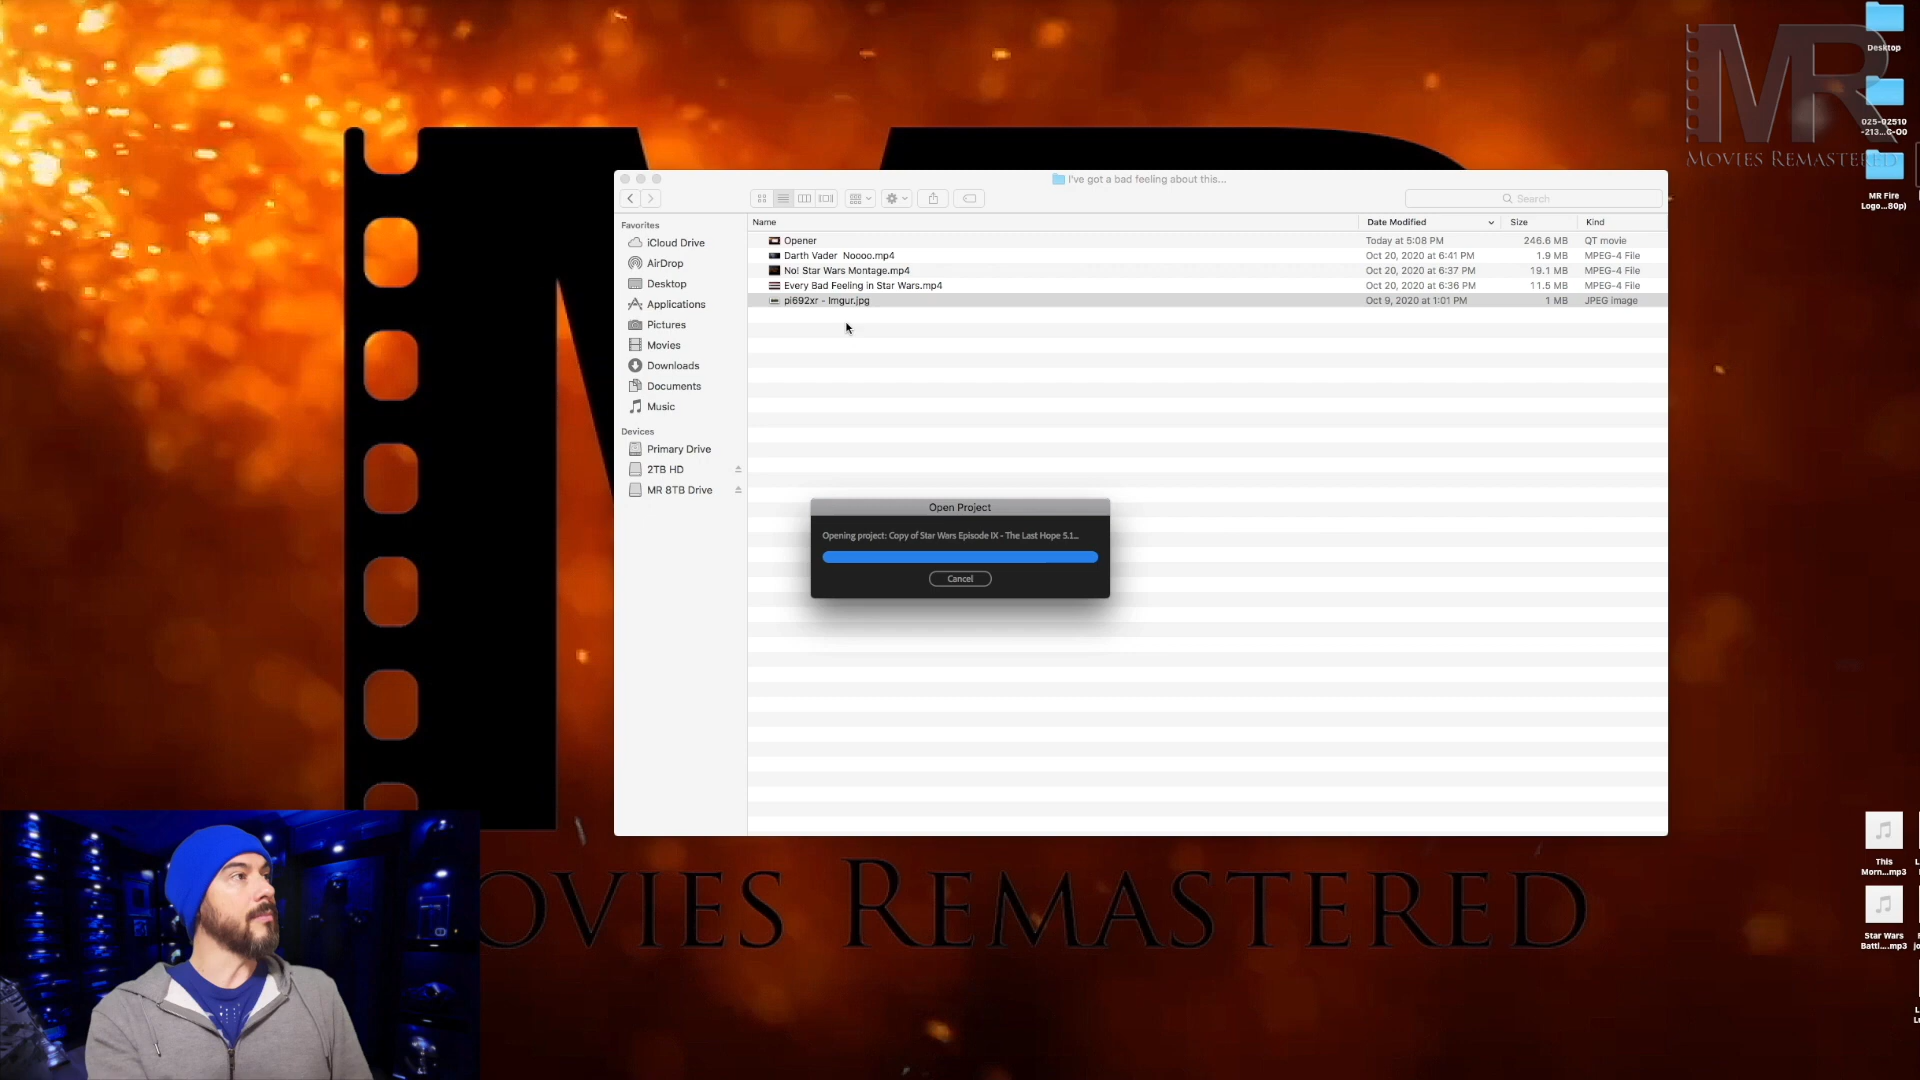 I've got a bad feeling about this...
Search
Favorites
iCloud Drive
AirDrop
Desktop
Applications
Pictures
Movies
Downloads
Documents
Music
Devices
Primary Drive
2TB HD
MR 8TB Drive
Name Date Modified Size Kind
Opener Today at 5:08 PM 246.6 MB QT movie
Darth Vader Noooo.mp4 Oct 20, 2020 at 6:41 PM 1.9 MB MPEG-4 File
No! Star Wars Montage.mp4 Oct 20, 2020 at 6:37 PM 19.1 MB MPEG-4 File
Every Bad Feeling in Star Wars.mp4 Oct 20, 2020 at 6:36 PM 11.5 MB MPEG-4 File
pi692xr - Imgur.jpg Oct 9, 2020 at 1:01 PM 1 MB JPEG image
Open Project
Opening project: Copy of Star Wars Episode IX - The Last Hope 5.1...
Cancel
MR
MOVIES REMASTERED
Desktop
025-02510
-213...C-00
MR Fire
Logo...80p)
This
Morn...mp3
Star Wars
Battl....mp3
OVIES REMASTERED